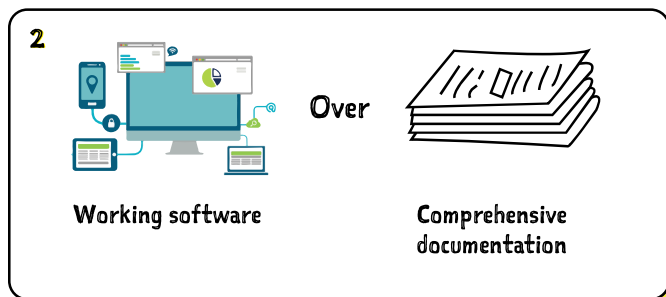 2
Over
Working software
Comprehensive
documentation